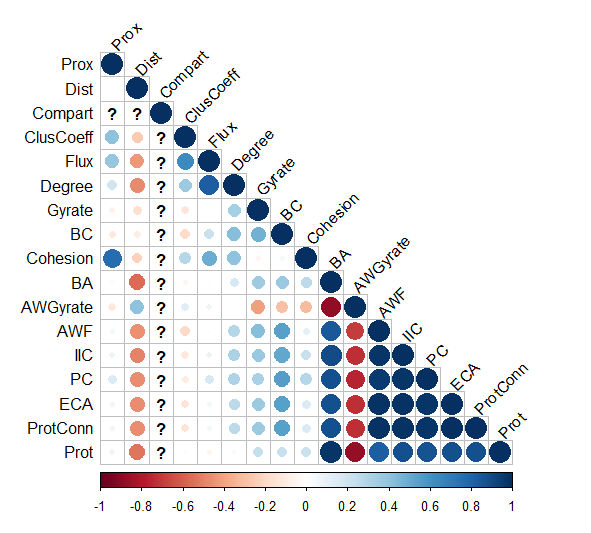 Prox
Prox
Dist
Dist
Compart ? ?
Compart
ClusCoeff ?
ClusCoeff
Flux ?
Flux
Degree ?
Degree
Gyrate ?
Gyrate
BC ?
BC
Cohesion ?
Cohesion
BA ?
BA
AWGyrate ?
AWGyrate
AWF ?
AWF
IIC ?
IIC
PC ?
PC
ECA ?
ECA
ProtConn ?
ProtConn
Prot ?
Prot
-1 -0.8 -0.6 -0.4 -0.2 0 0.2 0.4 0.6 0.8 1